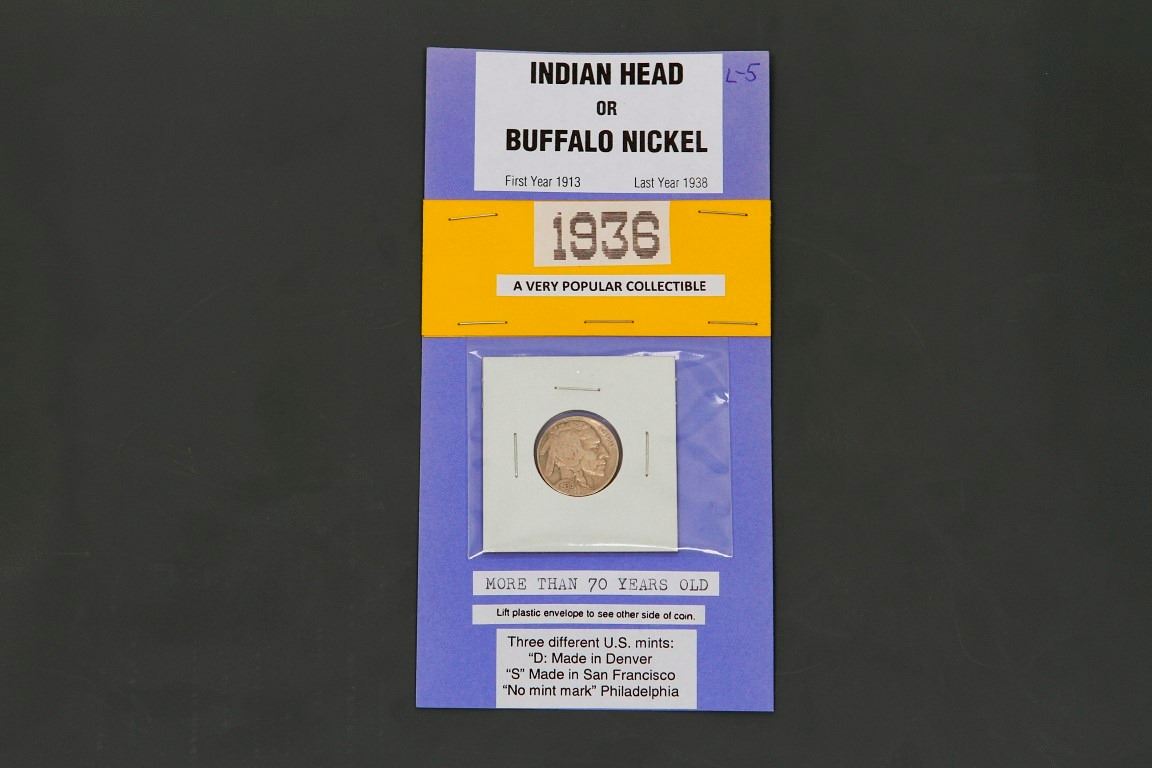 INDIAN HEAD
L-5
OR
BUFFALO NICKEL
First Year 1913 Last Year 1938
1936
A VERY POPULAR COLLECTIBLE
MORE THAN 70 YEARS OLD
Lift plastic envelope to see other side of coin.
Three different U.S. mints:
"D: Made in Denver
"S" Made in San Francisco
"No mint mark" Philadelphia